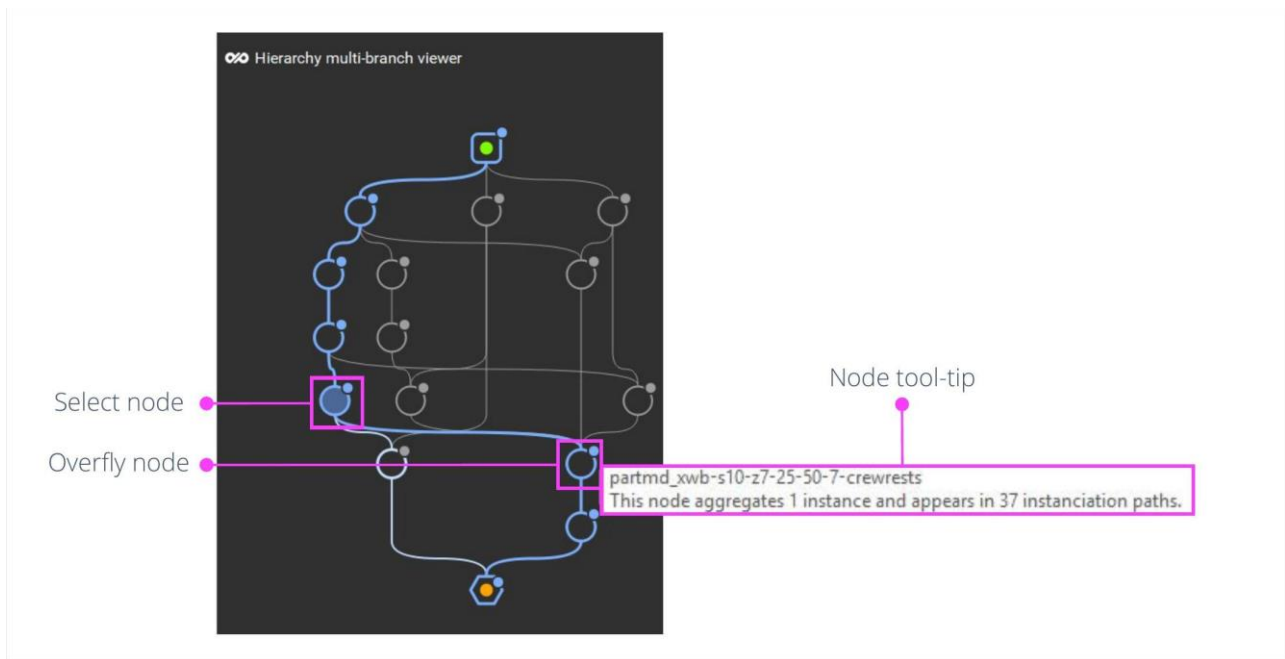 Hierarchy multi-branch viewer
Node tool-tip
Select node
Overfly node
partmd_xwb-s10-z7-25-50-7-crewrests
This node aggregates 1 instance and appears in 37 instanciation paths.